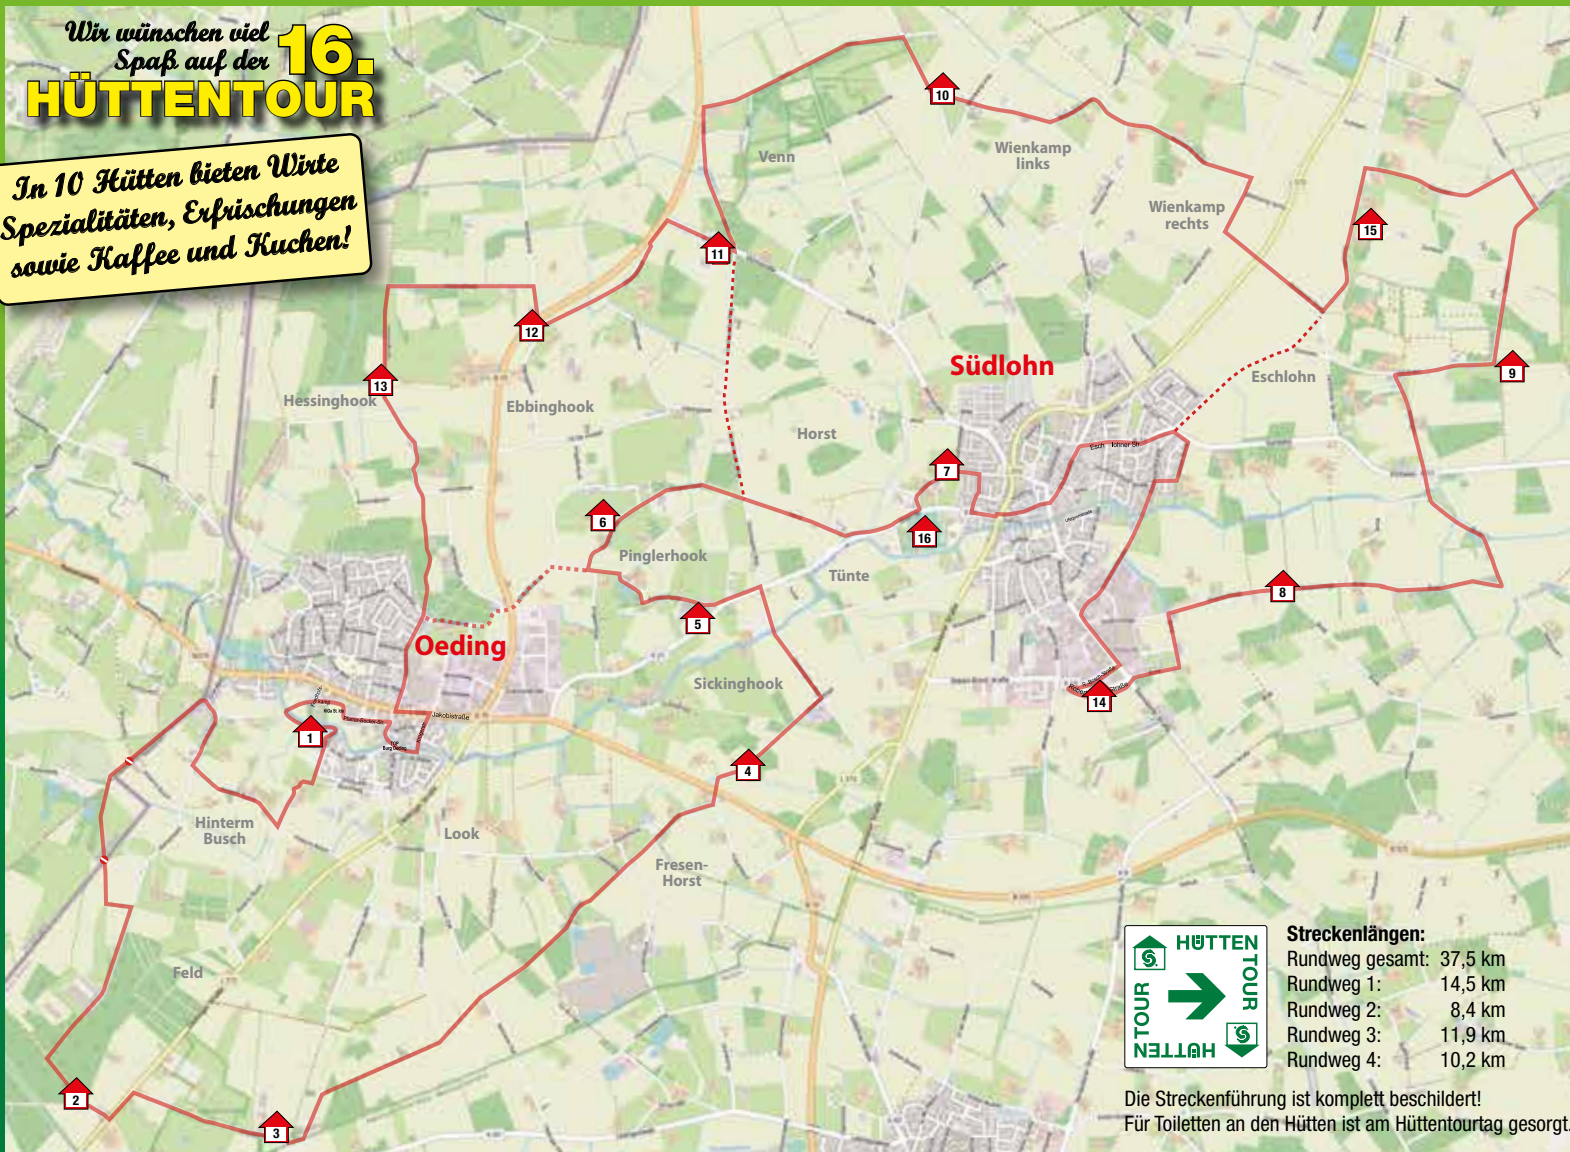 Wir wünschen viel
Spaß auf der 16.
HÜTTENTOUR
In 10 Hütten bieten Wirte
Spezialitäten, Erfrischungen
sowie Kaffee und Kuchen!
10
Venn
Wienkamp
links
Wienkamp
rechts
15
11
12
Südlohn
9
Eschlohn
13
Hessinghook
Ebbinghook
Horst
7
6
16
Pinglerhook
Tünte
8
5
Oeding
Sickinghook
14
Jakobistraße
1
4
Hinterm
Busch
Look
Fresen-
Horst
Feld
2
3
HÜTTEN
TOUR
HÜTTEN
TOUR
Streckenlängen:
Rundweg gesamt: 37,5 km
Rundweg 1: 14,5 km
Rundweg 2: 8,4 km
Rundweg 3: 11,9 km
Rundweg 4: 10,2 km
Die Streckenführung ist komplett beschildert!
Für Toiletten an den Hütten ist am Hüttentourtag gesorgt.